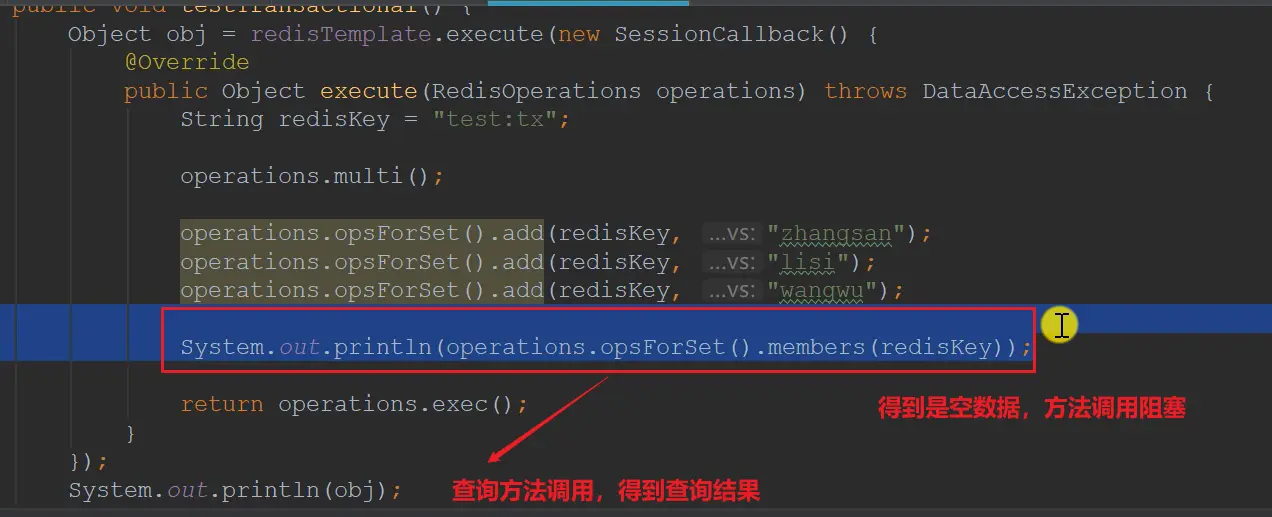 public void testTransactional() {
Object obj = redisTemplate.execute(new SessionCallback() {
@Override
public Object execute(RedisOperations operations) throws DataAccessException {
String redisKey = "test:tx";
operations.multi();
operations.opsForSet().add(redisKey, ...vs: "zhangsan");
operations.opsForSet().add(redisKey, ...vs: "lisi");
operations.opsForSet().add(redisKey, ...vs: "wangwu");
System.out.println(operations.opsForSet().members(redisKey));
return operations.exec();
得到是空数据，方法调用阻塞
}
});
System.out.println(obj);
查询方法调用，得到查询结果